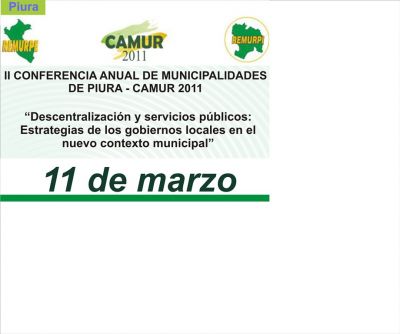 Piura
REMURPE
CAMUR
2011
REMURPI
II CONFERENCIA ANUAL DE MUNICIPALIDADES
DE PIURA - CAMUR 2011
“Descentralización y servicios públicos:
Estrategias de los gobiernos locales en el
nuevo contexto municipal”
11 de marzo